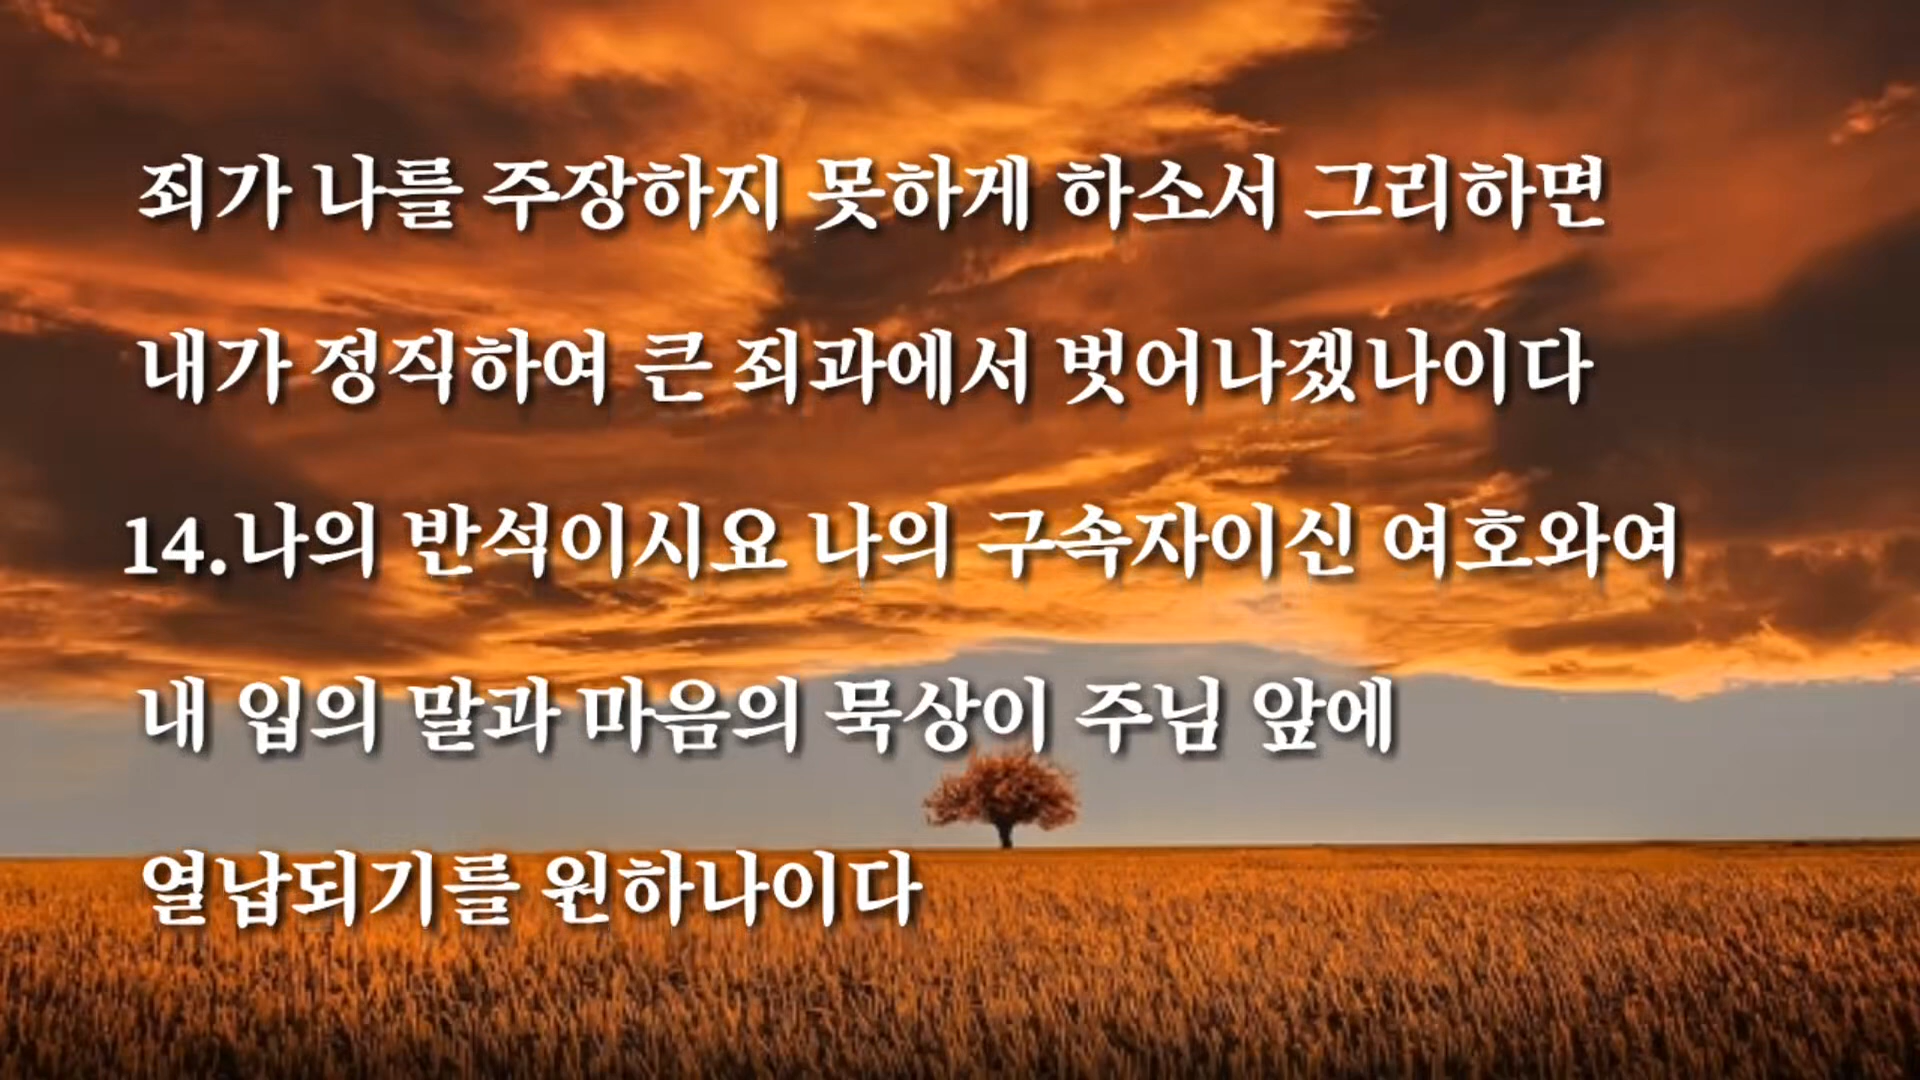 죄가 나를 주장하지 못하게 하소서 그리하면
내가 정직하여 큰 죄과에서 벗어나겠나이다
14.나의 반석이시요 나의 구속자이신 여호와여
내 입의 말과 마음의 묵상이 주님 앞에
열납되기를 원하나이다